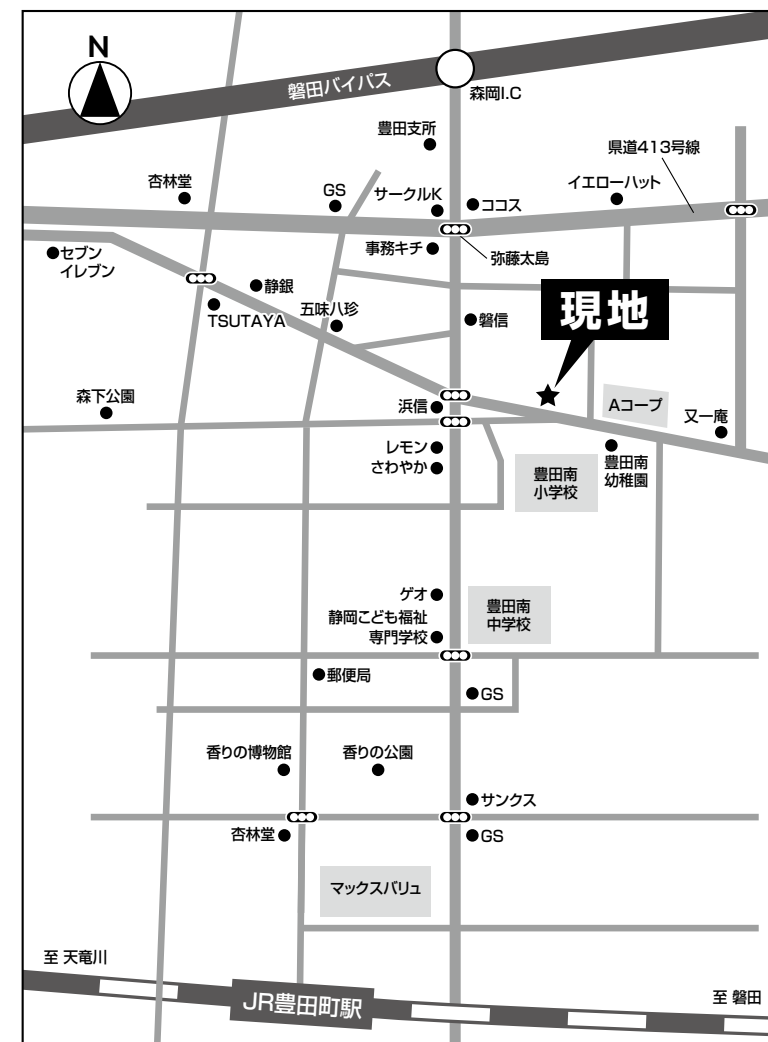 N
磐田バイパス
森岡I.C
豊田支所
県道413号線
杏林堂
GS
サークルK
ココス
イエローハット
事務キチ
弥藤太島
セブン
イレブン
静銀
TSUTAYA
五味八珍
磐信
現地
森下公園
浜信
Aコープ
又一庵
レモン
さわやか
豊田南
小学校
豊田南
幼稚園
ゲオ
静岡こども福祉
専門学校
豊田南
中学校
郵便局
GS
香りの博物館
香りの公園
サンクス
杏林堂
GS
マックスバリュ
至 天竜川
JR豊田町駅
至 磐田